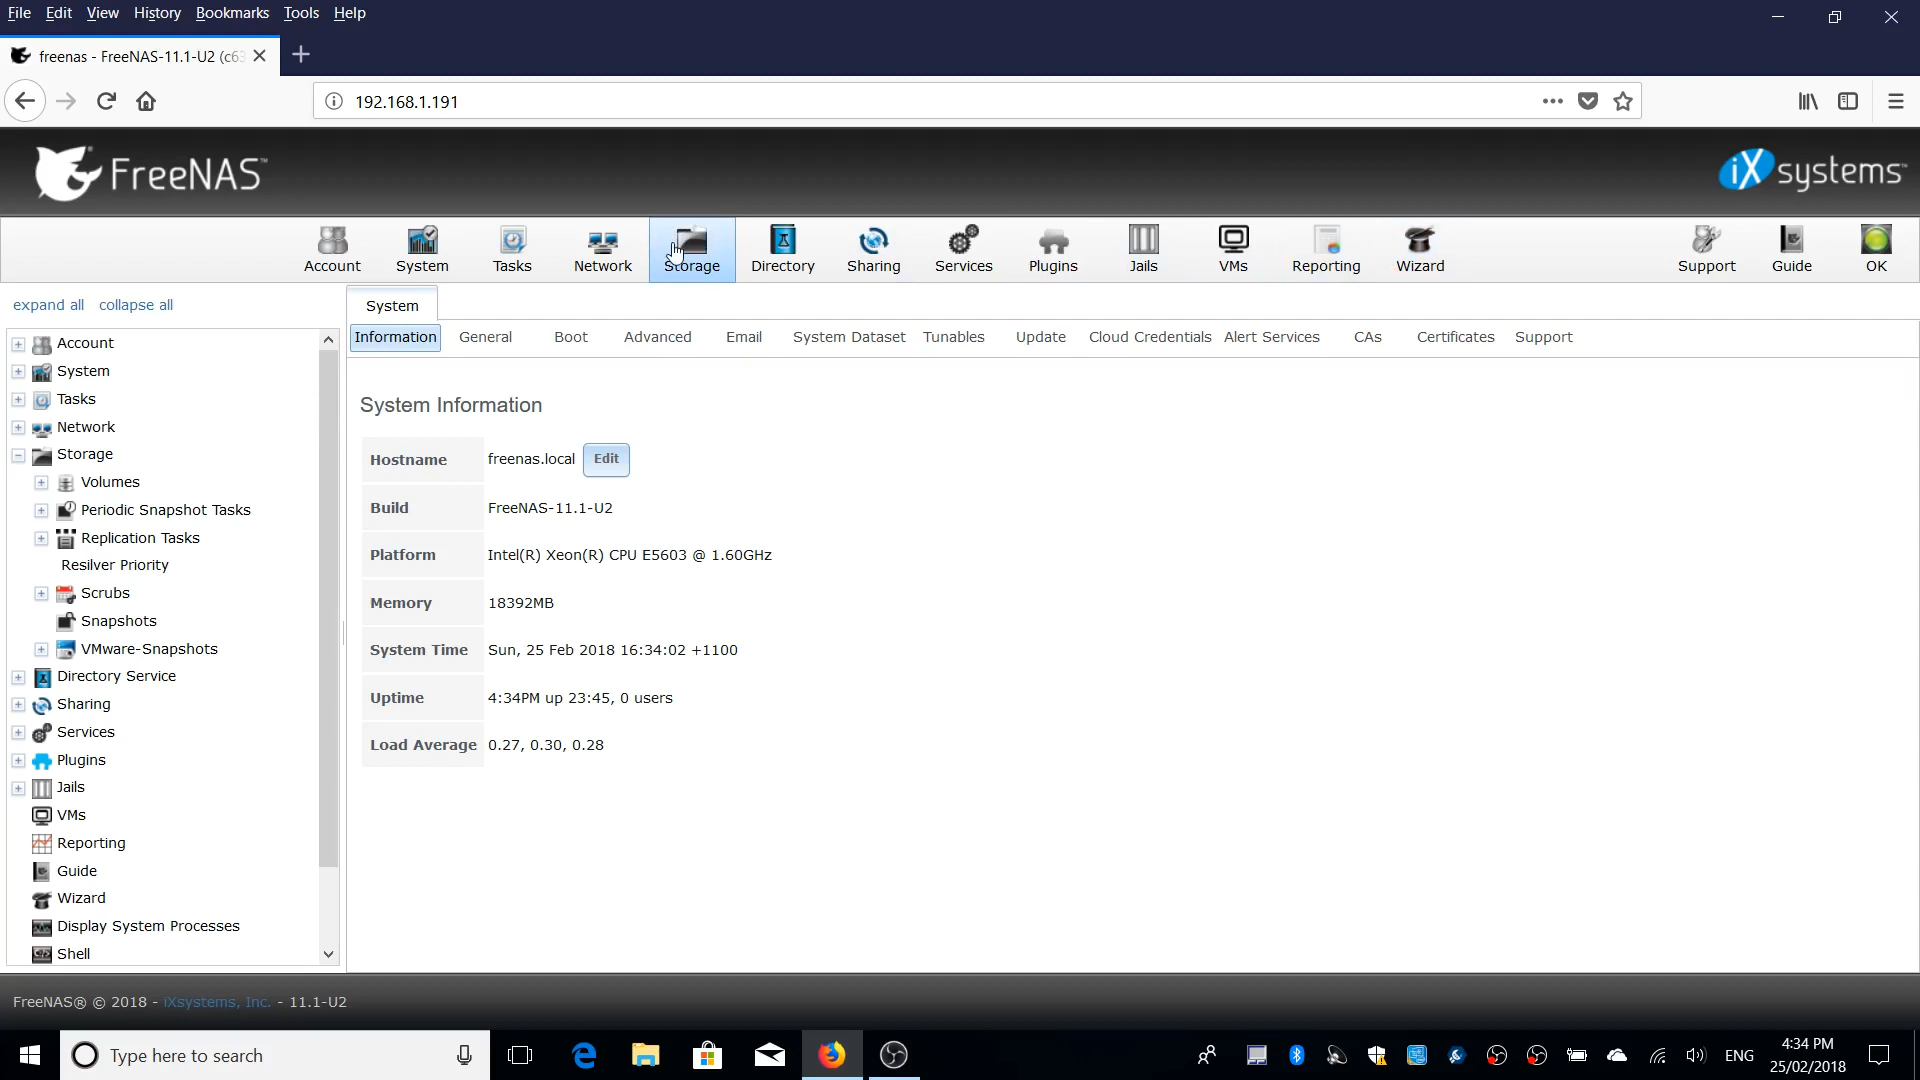 File Edit View History Bookmarks Tools Help
freenas - FreeNAS-11.1-U2 (c63
192.168.1.191
FreeNAS™
iXsystems™
Account System Tasks Network Storage Directory Sharing Services Plugins Jails VMs Reporting Wizard Support Guide OK
expand all collapse all
System
Information General Boot Advanced Email System Dataset Tunables Update Cloud Credentials Alert Services CAs Certificates Support
Account
System
Tasks
Network
Storage
Volumes
Periodic Snapshot Tasks
Replication Tasks
Resilver Priority
Scrubs
Snapshots
VMware-Snapshots
Directory Service
Sharing
Services
Plugins
Jails
VMs
Reporting
Guide
Wizard
Display System Processes
Shell
System Information
Hostname freenas.local Edit
Build FreeNAS-11.1-U2
Platform Intel(R) Xeon(R) CPU E5603 @ 1.60GHz
Memory 18392MB
System Time Sun, 25 Feb 2018 16:34:02 +1100
Uptime 4:34PM up 23:45, 0 users
Load Average 0.27, 0.30, 0.28
FreeNAS® © 2018 - iXsystems, Inc. - 11.1-U2
Type here to search
ENG
4:34 PM
25/02/2018